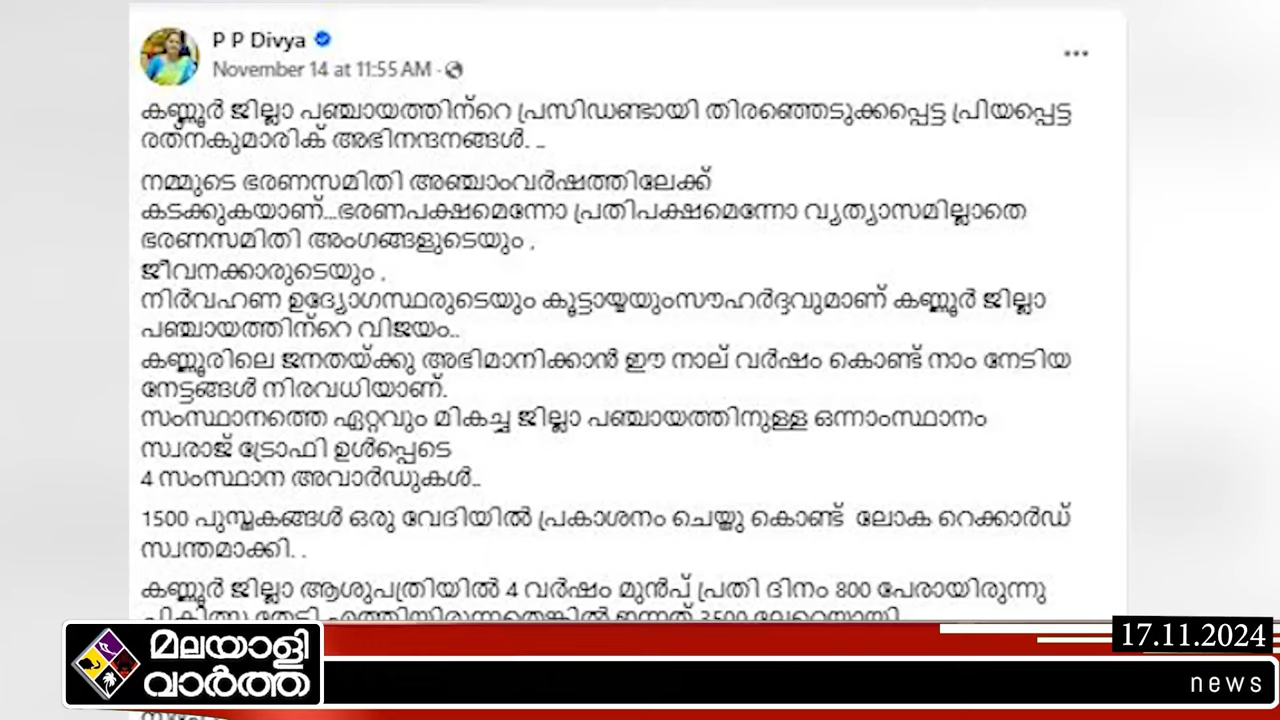 P P Divya
November 14 at 11:55 AM ·
കണ്ണൂർ ജില്ലാ പഞ്ചായത്തിന്റെ പ്രസിഡണ്ടായി തിരഞ്ഞെടുക്കപ്പെട്ട പ്രിയപ്പെട്ട
രത്നകുമാരിക് അഭിനന്ദനങ്ങൾ. ..
നമ്മുടെ ഭരണസമിതി അഞ്ചാംവർഷത്തിലേക്ക്
കടക്കുകയാണ്...ഭരണപക്ഷമെന്നോ പ്രതിപക്ഷമെന്നോ വ്യത്യാസമില്ലാതെ
ഭരണസമിതി അംഗങ്ങളുടെയും ,
ജീവനക്കാരുടെയും ,
നിർവഹണ ഉദ്യോഗസ്ഥരുടെയും കൂട്ടായ്മയുംസൗഹർദ്ദവുമാണ് കണ്ണൂർ ജില്ലാ
പഞ്ചായത്തിന്റെ വിജയം..
കണ്ണൂരിലെ ജനതയ്ക്കു അഭിമാനിക്കാൻ ഈ നാല് വർഷം കൊണ്ട് നാം നേടിയ
നേട്ടങ്ങൾ നിരവധിയാണ്.
സംസ്ഥാനത്തെ ഏറ്റവും മികച്ച ജില്ലാ പഞ്ചായത്തിനുള്ള ഒന്നാംസ്ഥാനം
സ്വരാജ് ട്രോഫി ഉൾപ്പെടെ
4 സംസ്ഥാന അവാർഡുകൾ..
1500 പുസ്തകങ്ങൾ ഒരു വേദിയിൽ പ്രകാശനം ചെയ്തു കൊണ്ട് ലോക റെക്കാർഡ്
സ്വന്തമാക്കി. .
കണ്ണൂർ ജില്ലാ ആശുപത്രിയിൽ 4 വർഷം മുൻപ് പ്രതി ദിനം 800 പേരായിരുന്നു
മലയാളി
വാർത്ത
17.11.2024
news